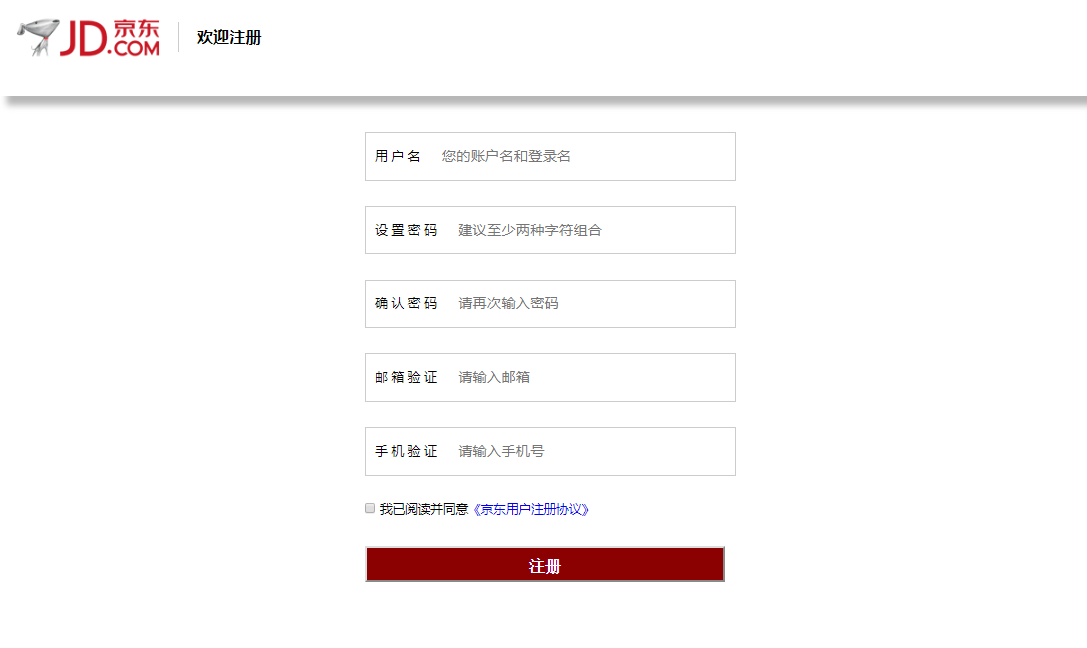 JD.COM 京东 欢迎注册
用户名 您的账户名和登录名
设置密码 建议至少两种字符组合
确认密码 请再次输入密码
邮箱验证 请输入邮箱
手机验证 请输入手机号
我已阅读并同意《京东用户注册协议》
注册